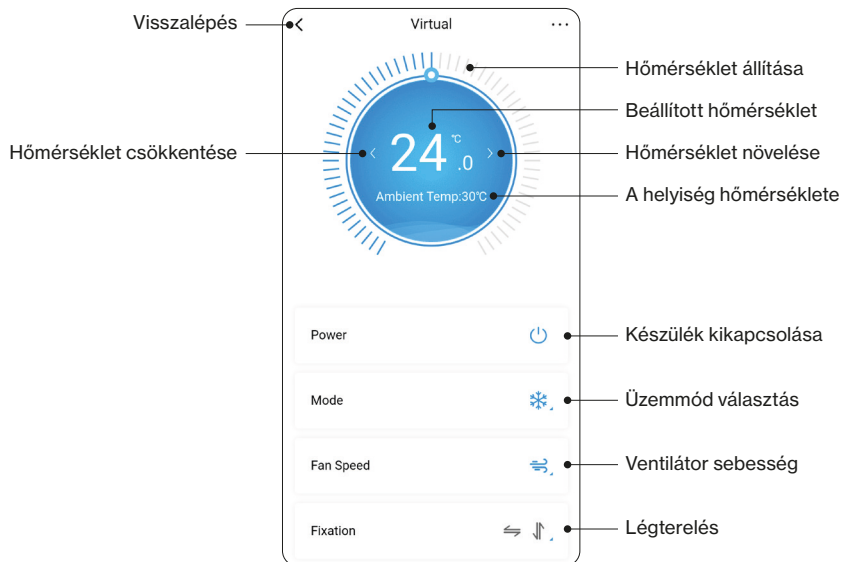 Visszalépés
Virtual
Hőmérséklet állítása
Beállított hőmérséklet
24.0 ℃
Hőmérséklet csökkentése
Hőmérséklet növelése
Ambient Temp:30℃
A helyiség hőmérséklete
Power
Készülék kikapcsolása
Mode
Üzemmód választás
Fan Speed
Ventilátor sebesség
Fixation
Légterelés